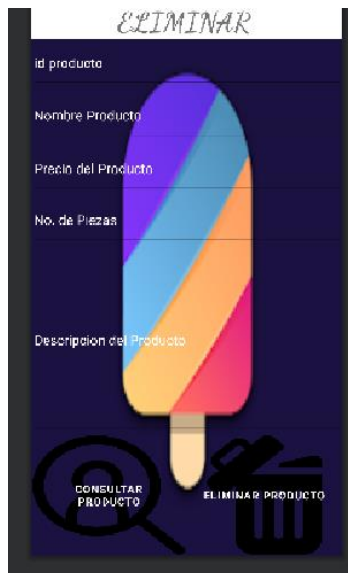 ELIMINAR
id producto
Nombre Producto
Precio del Producto
No. de Piezas
Descripcion del Producto
CONSULTAR
PRODUCTO
ELIMINAR PRODUCTO